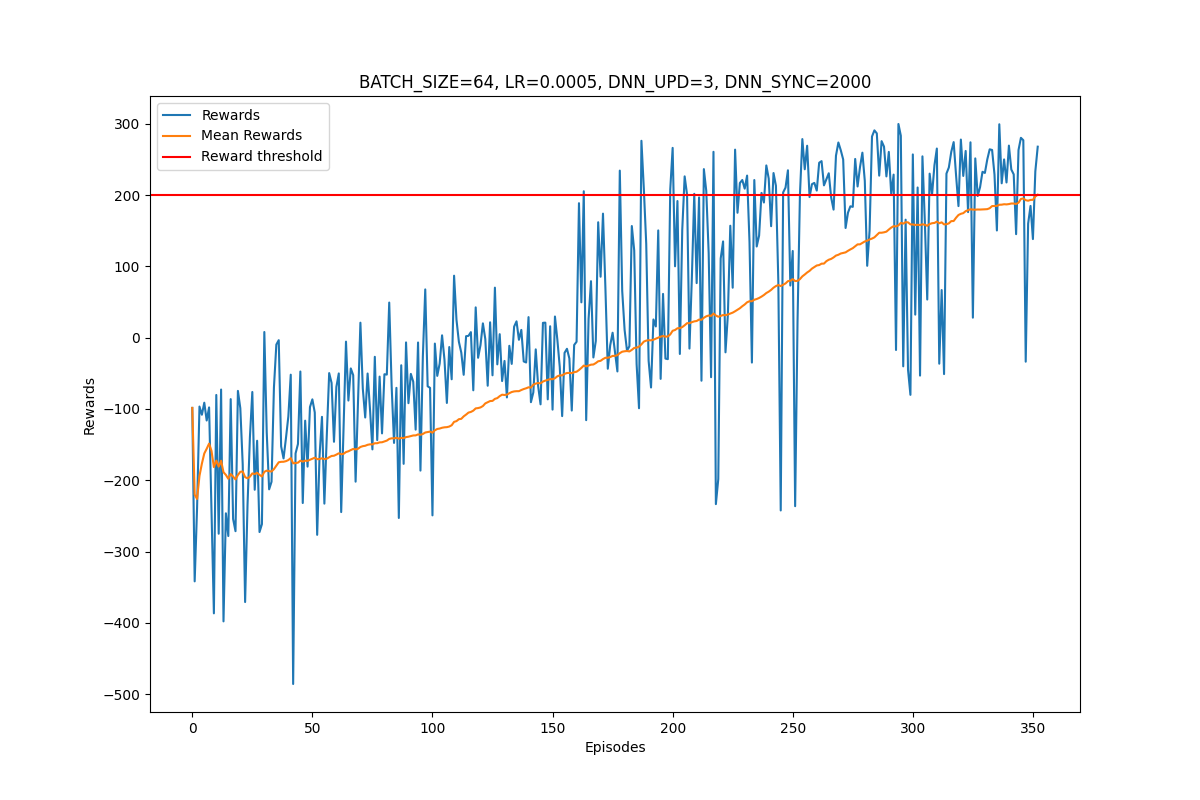 BATCH_SIZE=64, LR=0.0005, DNN_UPD=3, DNN_SYNC=2000
Rewards
Mean Rewards
Reward threshold
300
200
100
0
−100
−200
−300
−400
−500
Rewards
0 50 100 150 200 250 300 350
Episodes